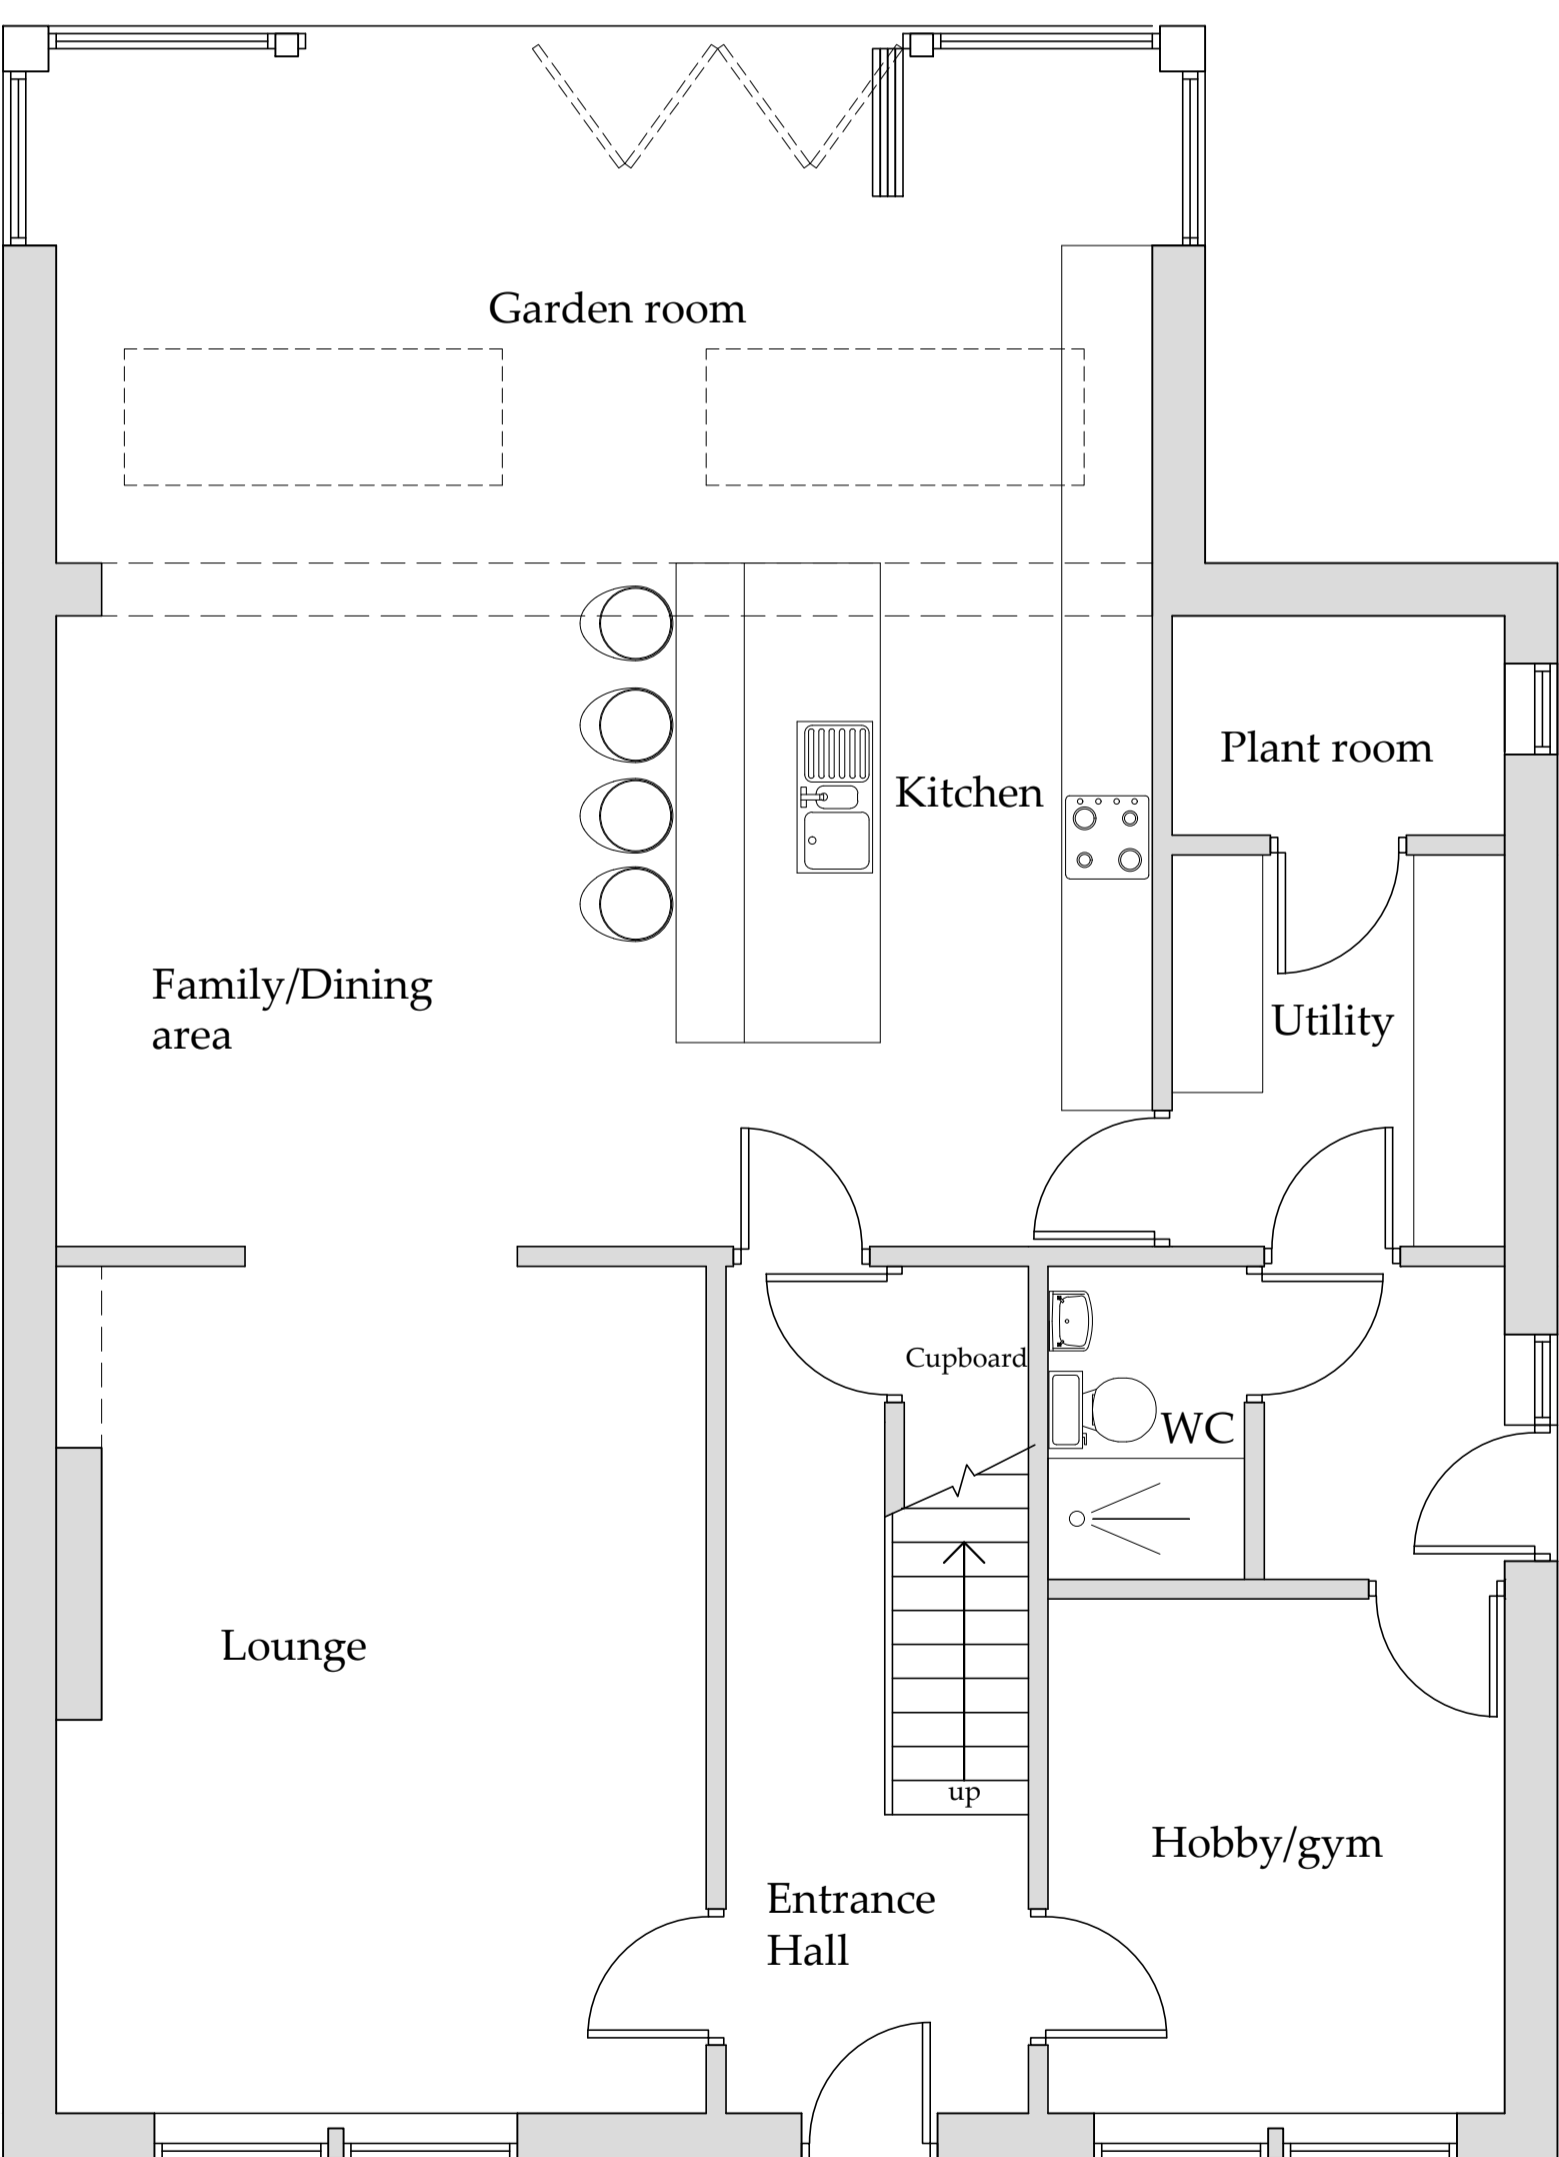 Garden room
Plant room
Kitchen
Family/Dining
area
Utility
Cupboard
WC
Lounge
up
Hobby/gym
Entrance
Hall